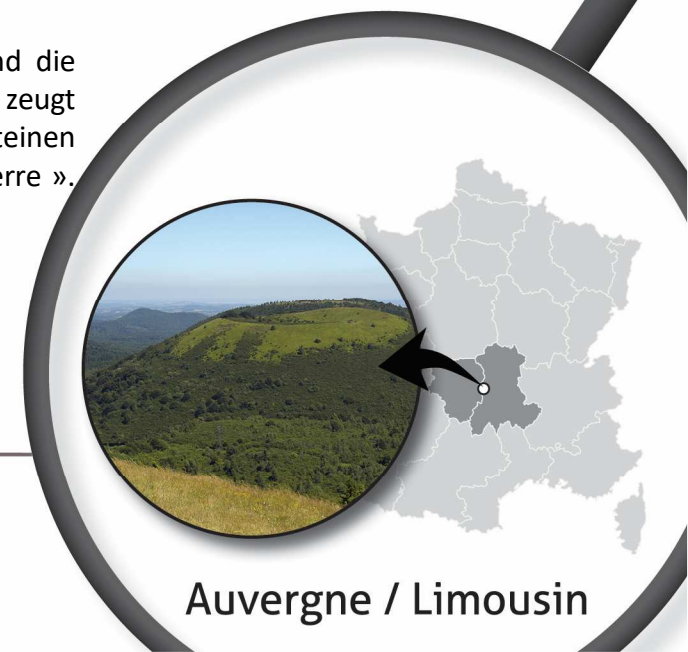 nd die
zeugt
teinen
erre ».
Auvergne / Limousin